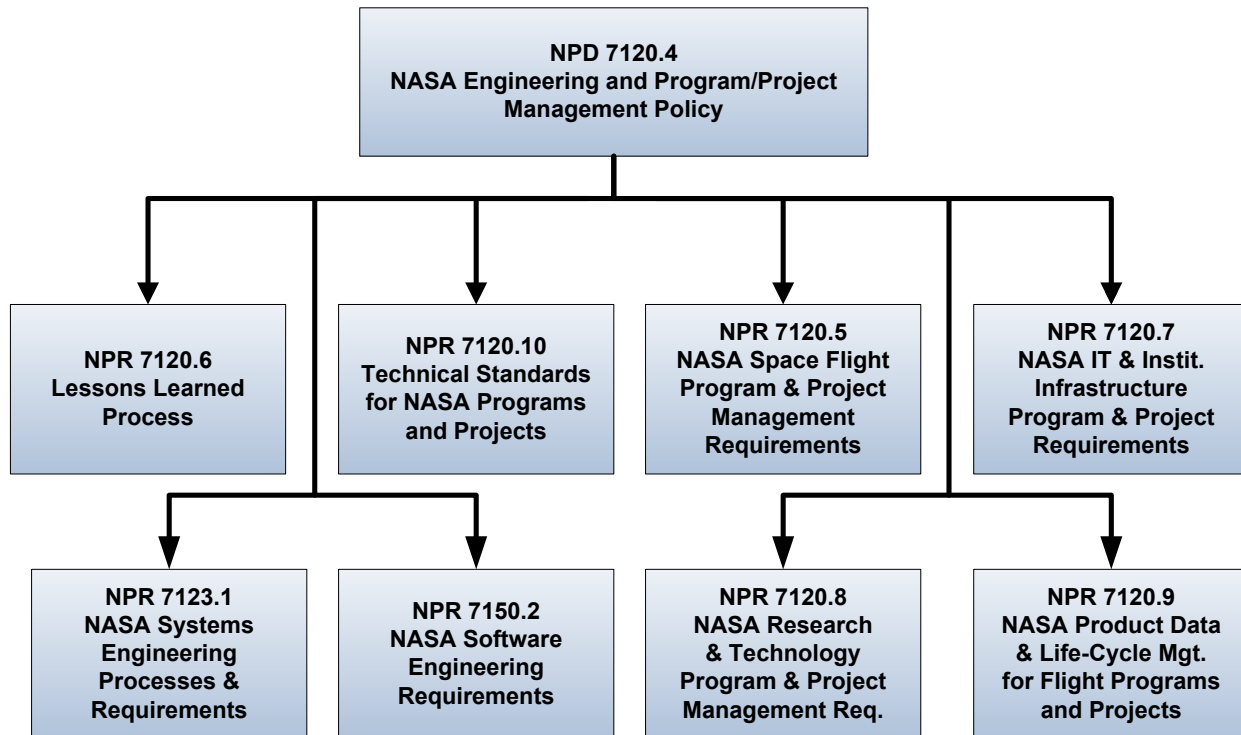 NPD 7120.4
NASA Engineering and Program/Project
Management Policy
NPR 7120.6
Lessons Learned
Process
NPR 7120.10
Technical Standards
for NASA Programs
and Projects
NPR 7120.5
NASA Space Flight
Program & Project
Management
Requirements
NPR 7120.7
NASA IT & Instit.
Infrastructure
Program & Project
Requirements
NPR 7123.1
NASA Systems
Engineering
Processes &
Requirements
NPR 7150.2
NASA Software
Engineering
Requirements
NPR 7120.8
NASA Research
& Technology
Program & Project
Management Req.
NPR 7120.9
NASA Product Data
& Life-Cycle Mgt.
for Flight Programs
and Projects